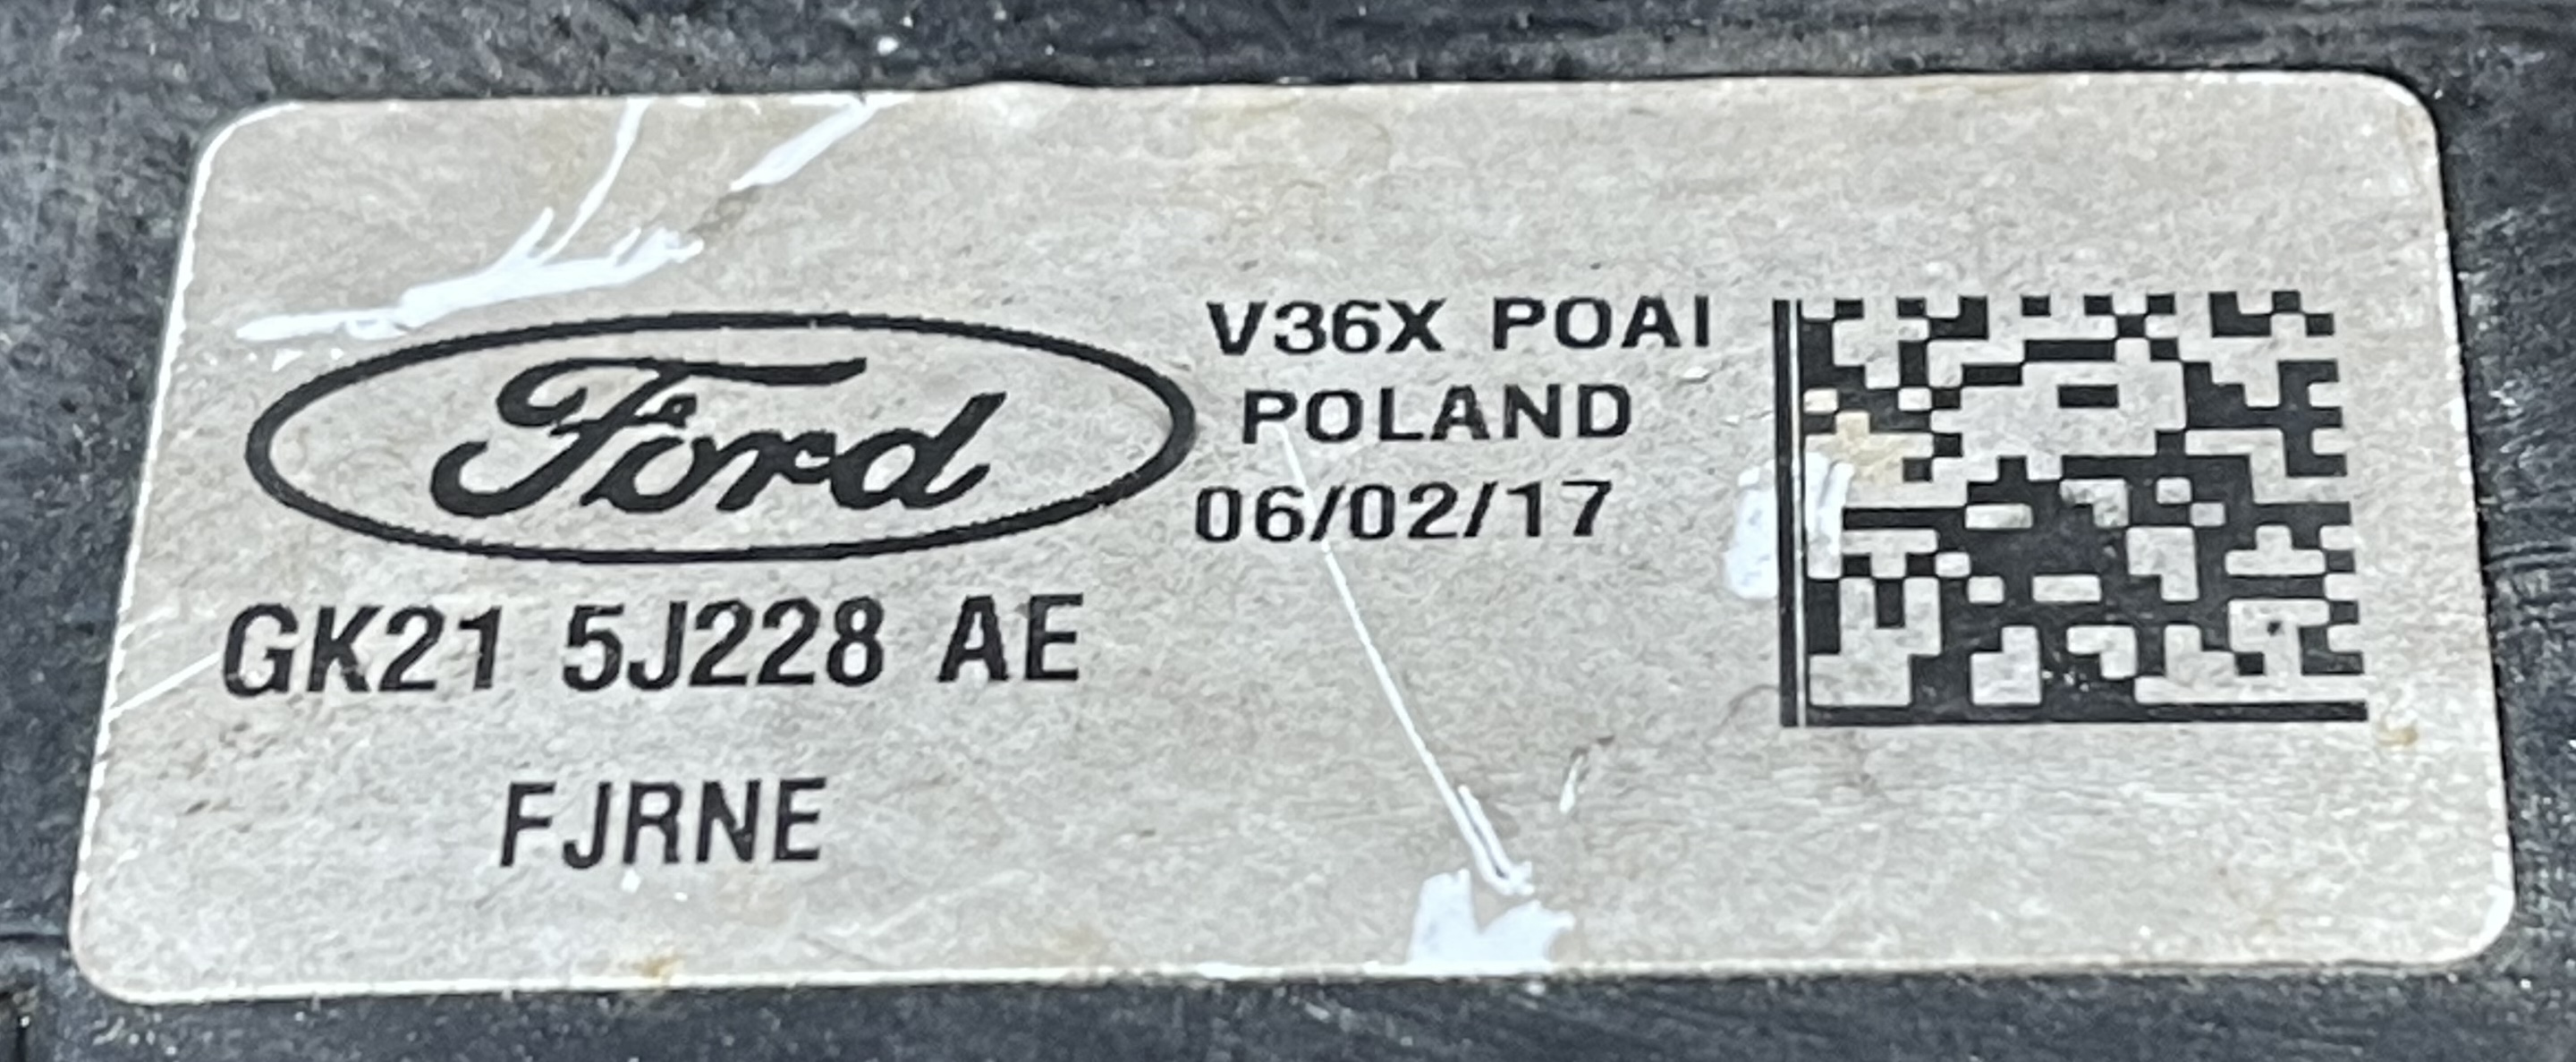 Ford
V36X POAI
POLAND
06/02/17
GK21 5J228 AE
FJRNE